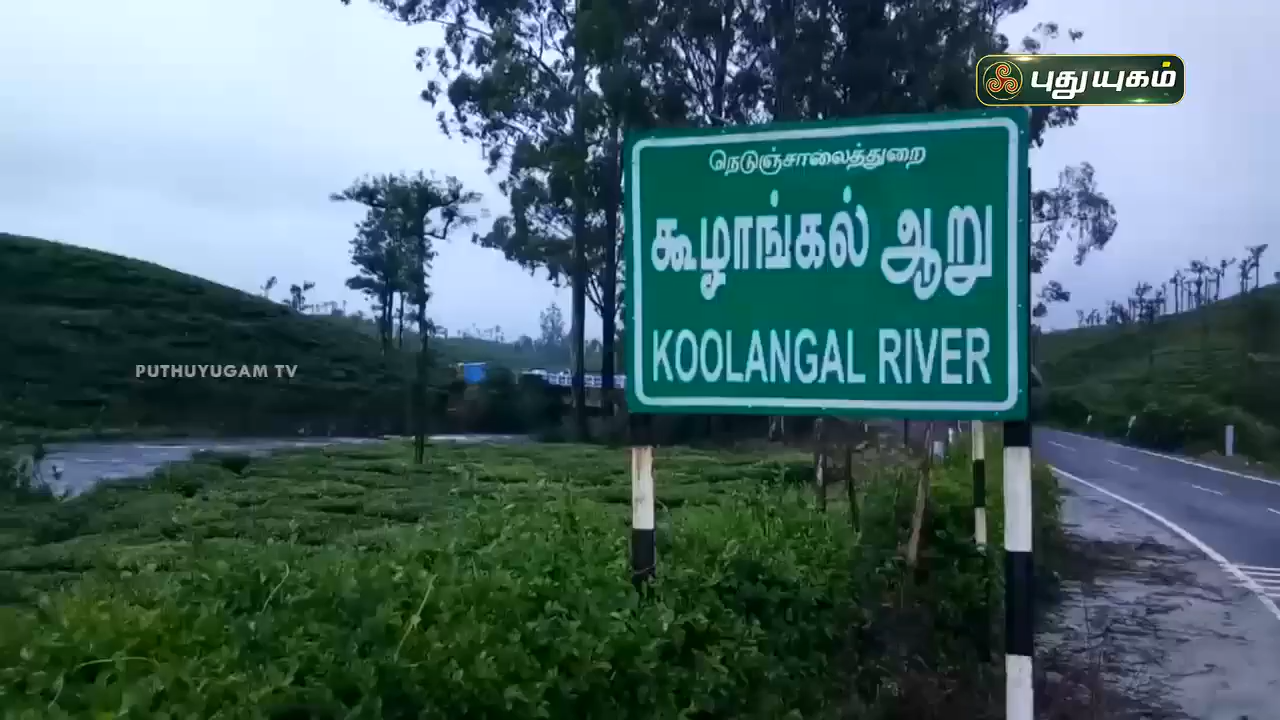 புதுயுகம்
நெடுஞ்சாலைத்துறை
கூழாங்கல் ஆறு
KOOLANGAL RIVER
PUTHUYUGAM TV